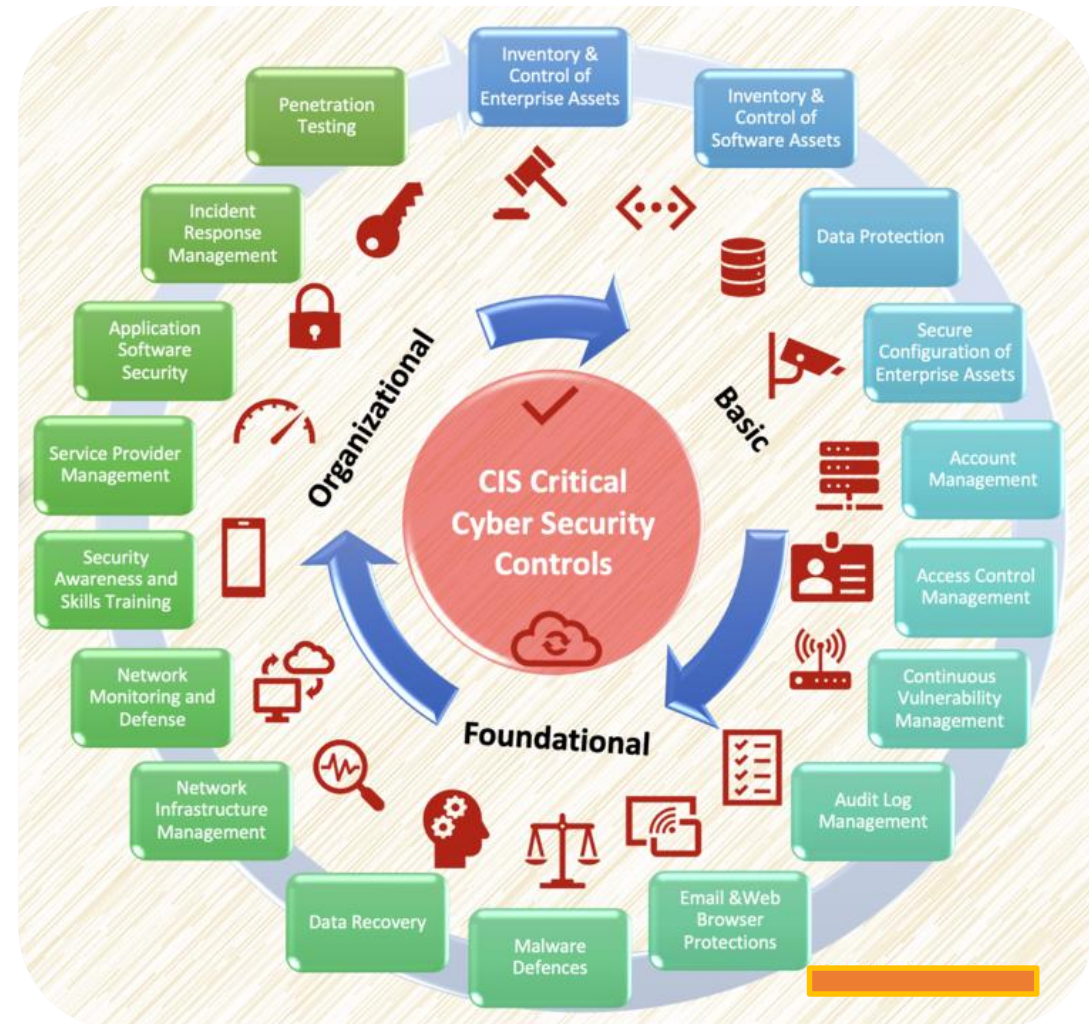 Inventory &
Control of
Enterprise Assets
Inventory &
Control of
Software Assets
Data Protection
Secure
Configuration of
Enterprise Assets
Account
Management
Access Control
Management
Continuous
Vulnerability
Management
Audit Log
Management
Email &Web
Browser
Protections
Malware
Defences
Data Recovery
Network
Infrastructure
Management
Network
Monitoring and
Defense
Security
Awareness and
Skills Training
Service Provider
Management
Application
Software
Security
Incident
Response
Management
Penetration
Testing
Organizational
Basic
Foundational
CIS Critical
Cyber Security
Controls